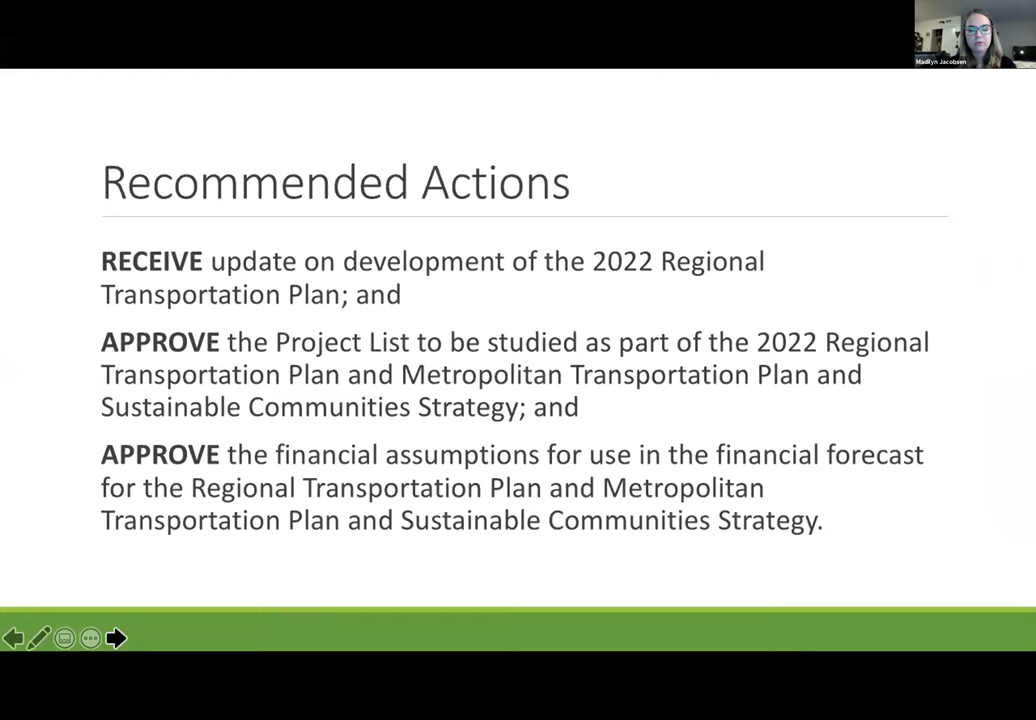 Madilyn Jacobsen
Recommended Actions
RECEIVE update on development of the 2022 Regional
Transportation Plan; and
APPROVE the Project List to be studied as part of the 2022 Regional
Transportation Plan and Metropolitan Transportation Plan and
Sustainable Communities Strategy; and
APPROVE the financial assumptions for use in the financial forecast
for the Regional Transportation Plan and Metropolitan
Transportation Plan and Sustainable Communities Strategy.